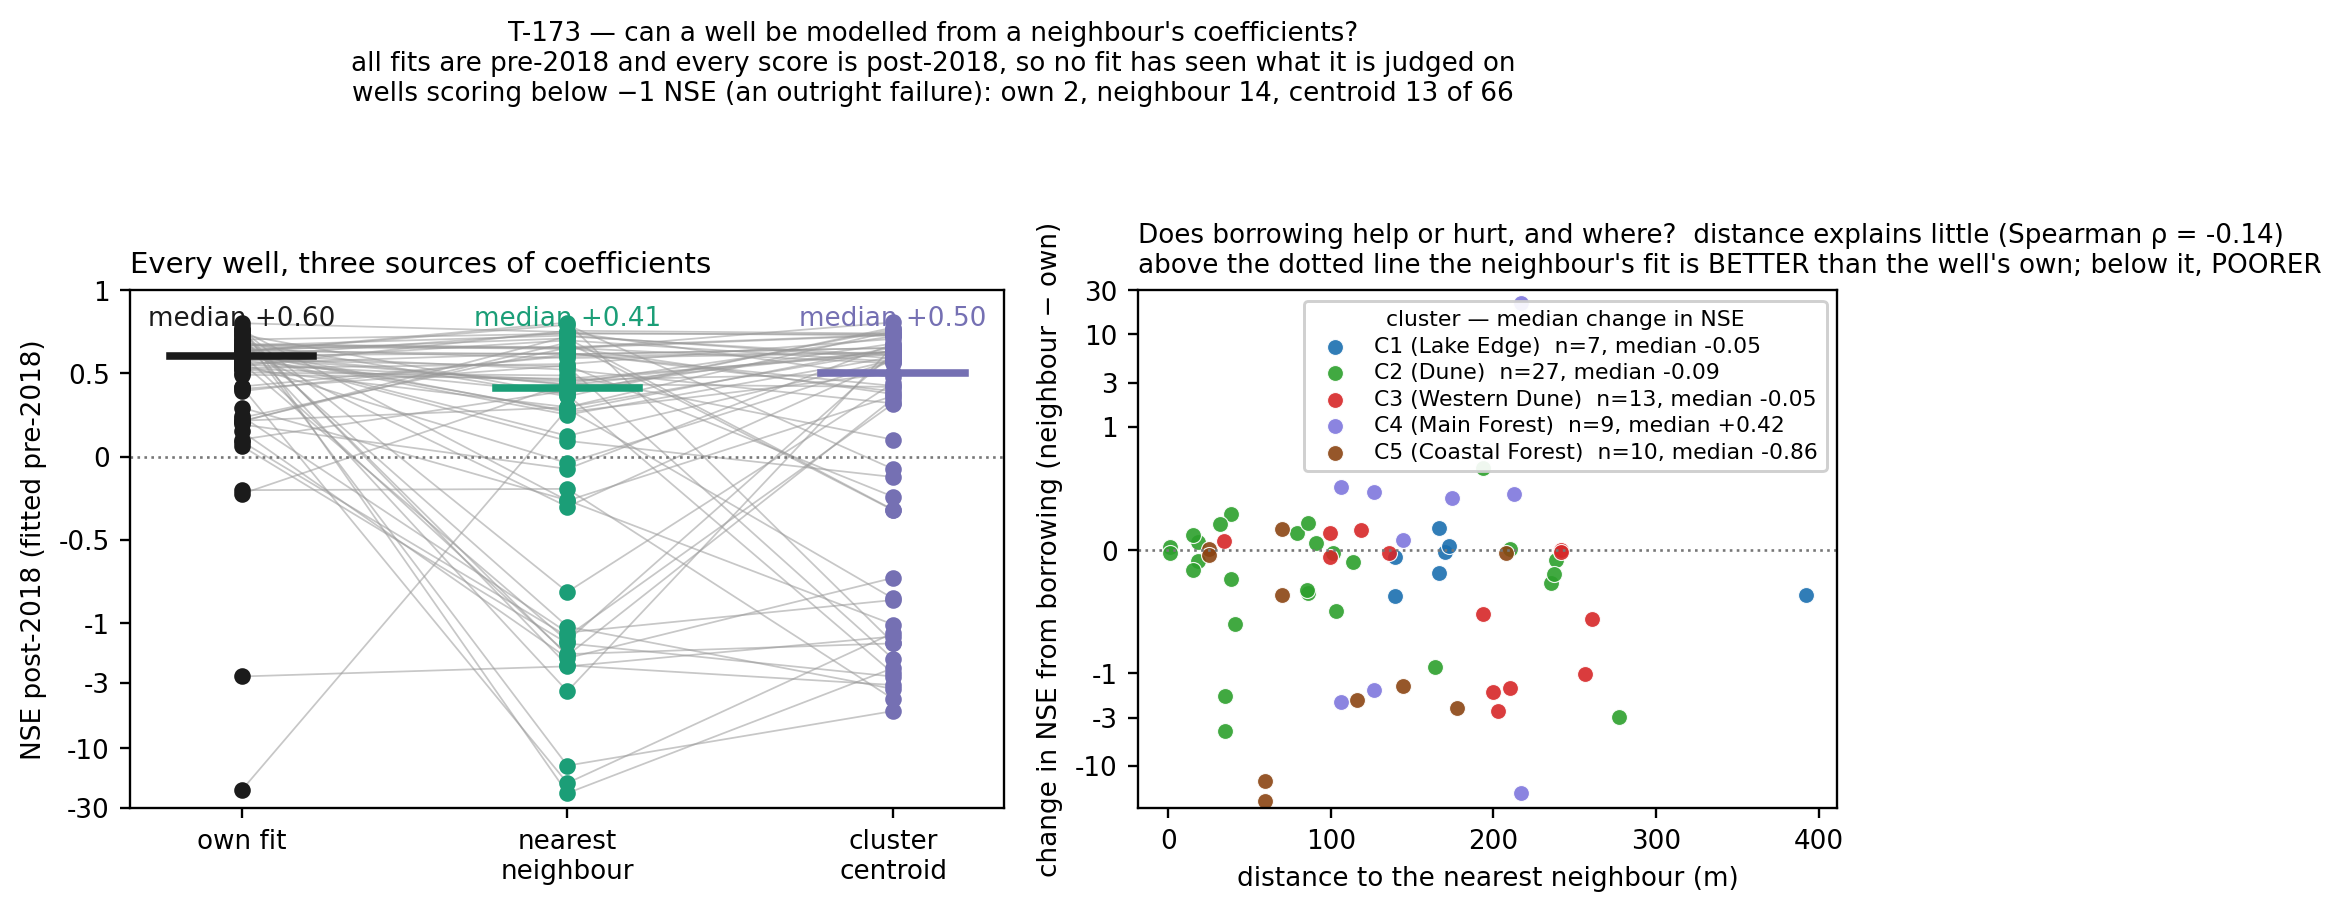 T-173 — can a well be modelled from a neighbour's coefficients?
all fits are pre-2018 and every score is post-2018, so no fit has seen what it is judged on
wells scoring below −1 NSE (an outright failure): own 2, neighbour 14, centroid 13 of 66
Every well, three sources of coefficients
NSE post-2018 (fitted pre-2018)
1
0.5
0
-0.5
-1
-3
-10
-30
median +0.60
median +0.41
median +0.50
own fit
nearest
neighbour
cluster
centroid
Does borrowing help or hurt, and where?  distance explains little (Spearman ρ = -0.14)
above the dotted line the neighbour's fit is BETTER than the well's own; below it, POORER
change in NSE from borrowing (neighbour − own)
30
10
3
1
0
-1
-3
-10
cluster — median change in NSE
C1 (Lake Edge)  n=7, median -0.05
C2 (Dune)  n=27, median -0.09
C3 (Western Dune)  n=13, median -0.05
C4 (Main Forest)  n=9, median +0.42
C5 (Coastal Forest)  n=10, median -0.86
0
100
200
300
400
distance to the nearest neighbour (m)